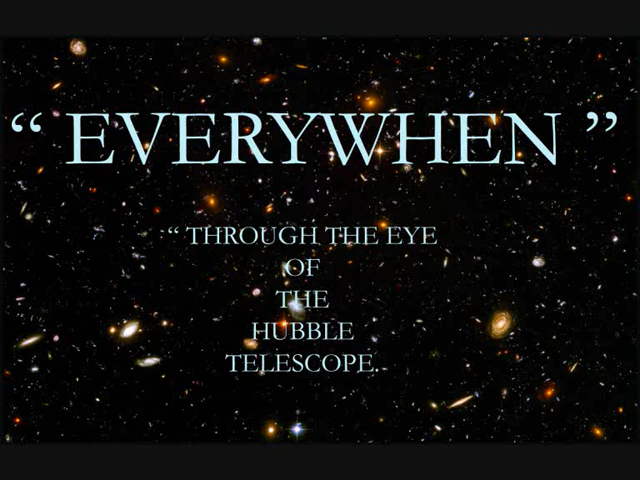 “ EVERYWHEN ”
“ THROUGH THE EYE
OF
THE
HUBBLE
TELESCOPE.